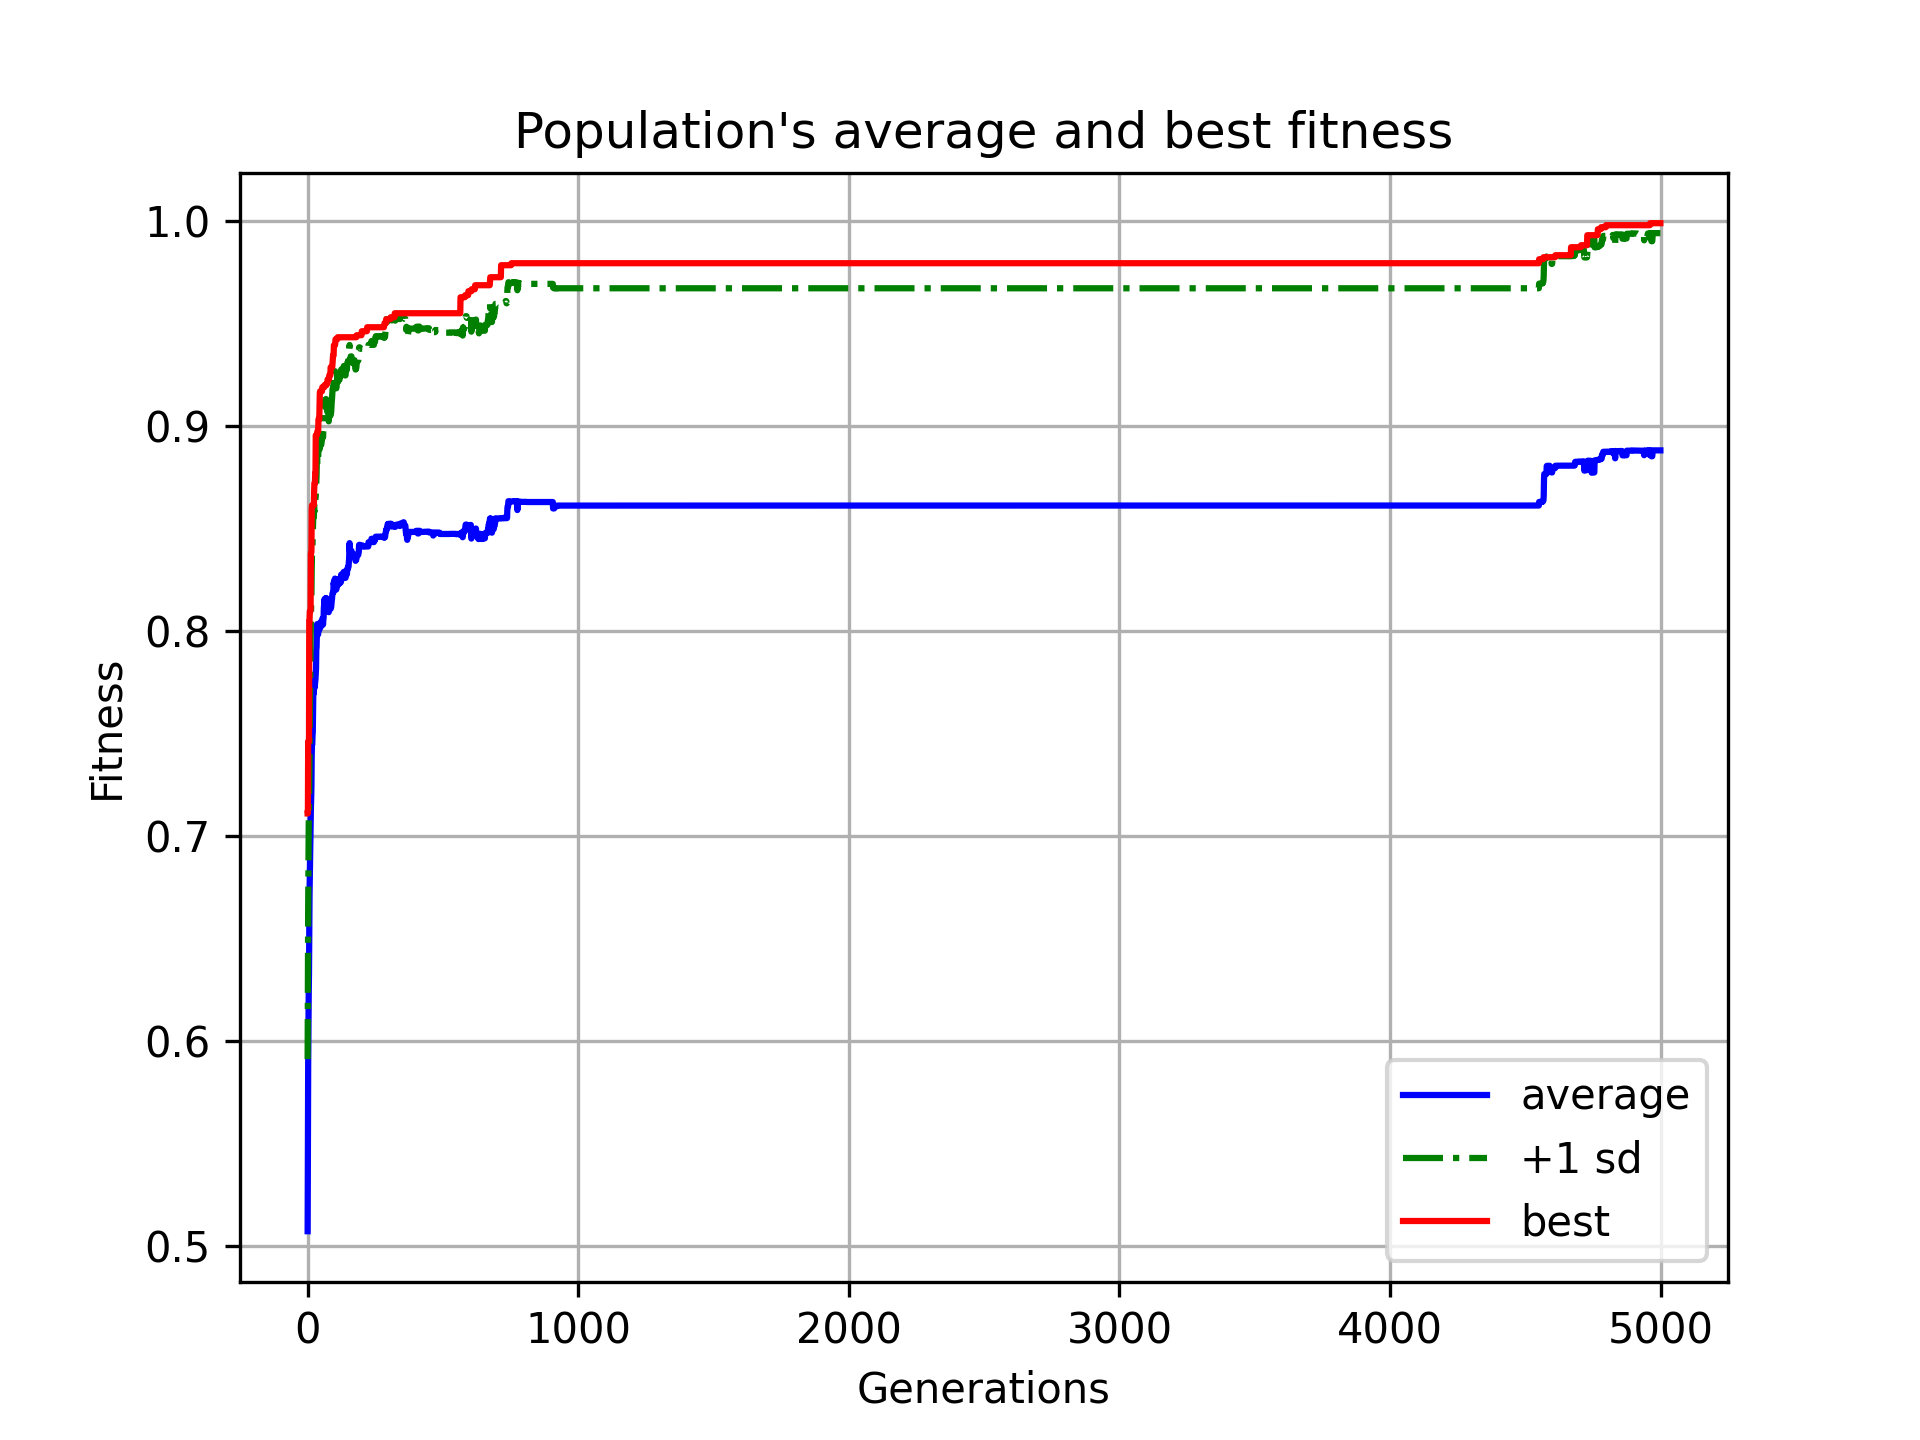 Population's average and best fitness
1.0
0.9
0.8
0.7
0.6
0.5
Fitness
0 1000 2000 3000 4000 5000
Generations
average
+1 sd
best